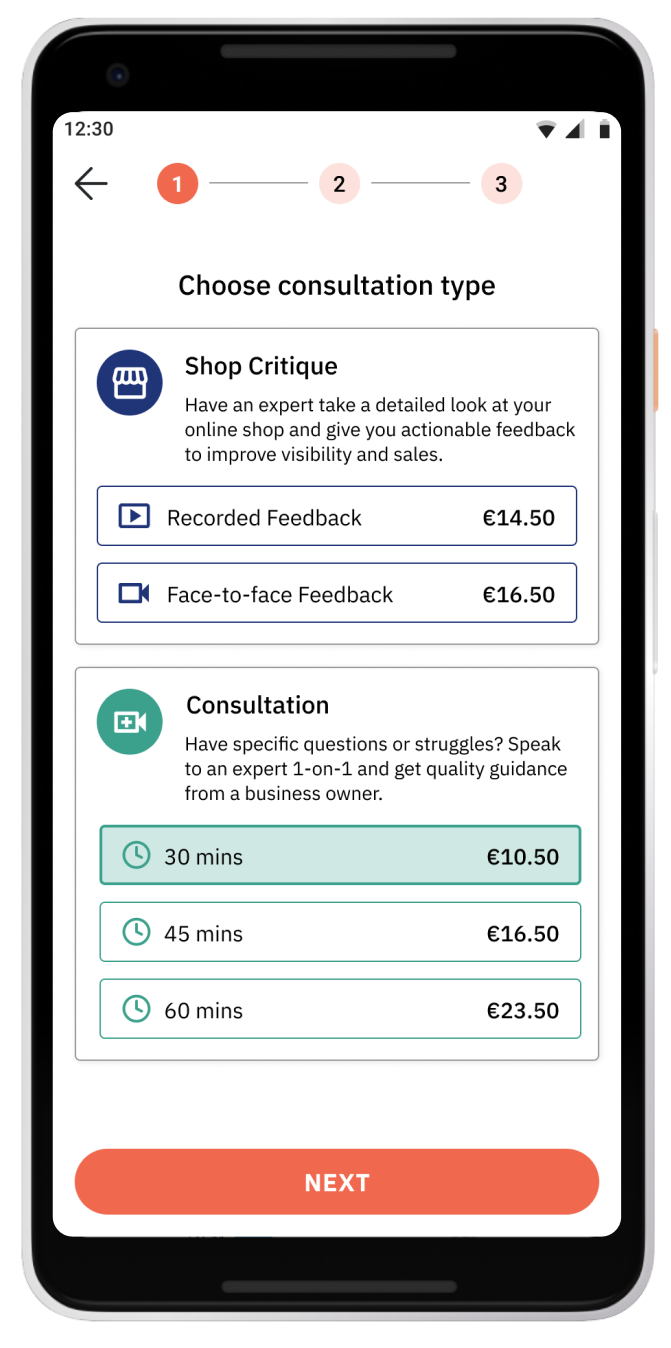 12:30
1 2 3
Choose consultation type
Shop Critique
Have an expert take a detailed look at your
online shop and give you actionable feedback
to improve visibility and sales.
Recorded Feedback €14.50
Face-to-face Feedback €16.50
Consultation
Have specific questions or struggles? Speak
to an expert 1-on-1 and get quality guidance
from a business owner.
30 mins €10.50
45 mins €16.50
60 mins €23.50
NEXT